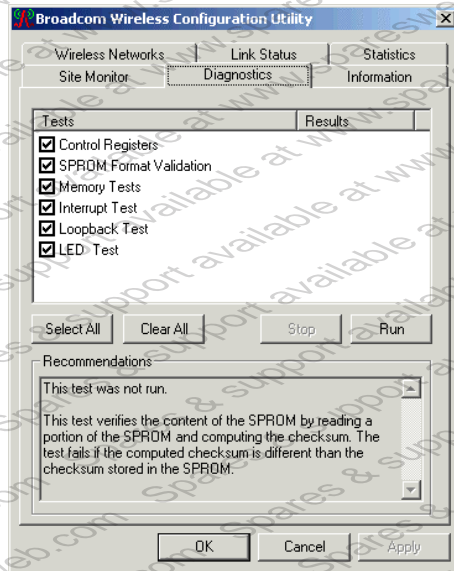 Broadcom Wireless Configuration Utility
Wireless Networks Link Status Statistics
Site Monitor Diagnostics Information
Tests Results
Control Registers
SPROM Format Validation
Memory Tests
Interrupt Test
Loopback Test
LED Test
Select All Clear All Stop Run
Recommendations
This test was not run.
This test verifies the content of the SPROM by reading a
portion of the SPROM and computing the checksum. The
test fails if the computed checksum is different than the
checksum stored in the SPROM.
OK Cancel Apply